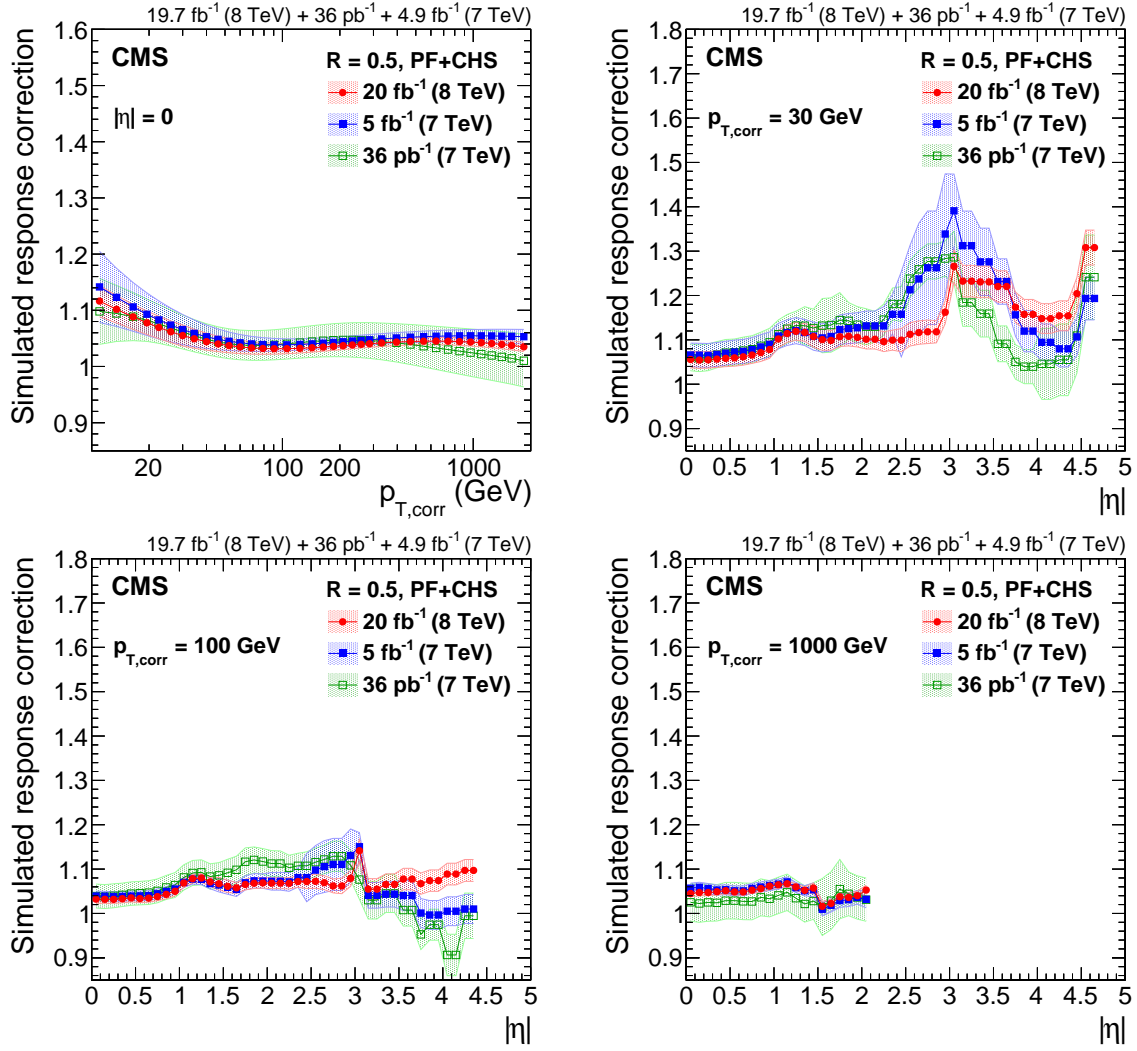 19.7 fb⁻¹ (8 TeV) + 36 pb⁻¹ + 4.9 fb⁻¹ (7 TeV)
CMS
R = 0.5, PF+CHS
20 fb⁻¹ (8 TeV)
|η| = 0
5 fb⁻¹ (7 TeV)
36 pb⁻¹ (7 TeV)
Simulated response correction
1.6
1.5
1.4
1.3
1.2
1.1
1
0.9
20 100 200 1000
p_T,corr (GeV)
19.7 fb⁻¹ (8 TeV) + 36 pb⁻¹ + 4.9 fb⁻¹ (7 TeV)
CMS
R = 0.5, PF+CHS
20 fb⁻¹ (8 TeV)
p_T,corr = 30 GeV
5 fb⁻¹ (7 TeV)
36 pb⁻¹ (7 TeV)
Simulated response correction
1.8
1.7
1.6
1.5
1.4
1.3
1.2
1.1
1
0.9
0 0.5 1 1.5 2 2.5 3 3.5 4 4.5 5
|η|
19.7 fb⁻¹ (8 TeV) + 36 pb⁻¹ + 4.9 fb⁻¹ (7 TeV)
CMS
R = 0.5, PF+CHS
20 fb⁻¹ (8 TeV)
p_T,corr = 100 GeV
5 fb⁻¹ (7 TeV)
36 pb⁻¹ (7 TeV)
Simulated response correction
1.8
1.7
1.6
1.5
1.4
1.3
1.2
1.1
1
0.9
0 0.5 1 1.5 2 2.5 3 3.5 4 4.5 5
|η|
19.7 fb⁻¹ (8 TeV) + 36 pb⁻¹ + 4.9 fb⁻¹ (7 TeV)
CMS
R = 0.5, PF+CHS
20 fb⁻¹ (8 TeV)
p_T,corr = 1000 GeV
5 fb⁻¹ (7 TeV)
36 pb⁻¹ (7 TeV)
Simulated response correction
1.8
1.7
1.6
1.5
1.4
1.3
1.2
1.1
1
0.9
0 0.5 1 1.5 2 2.5 3 3.5 4 4.5 5
|η|